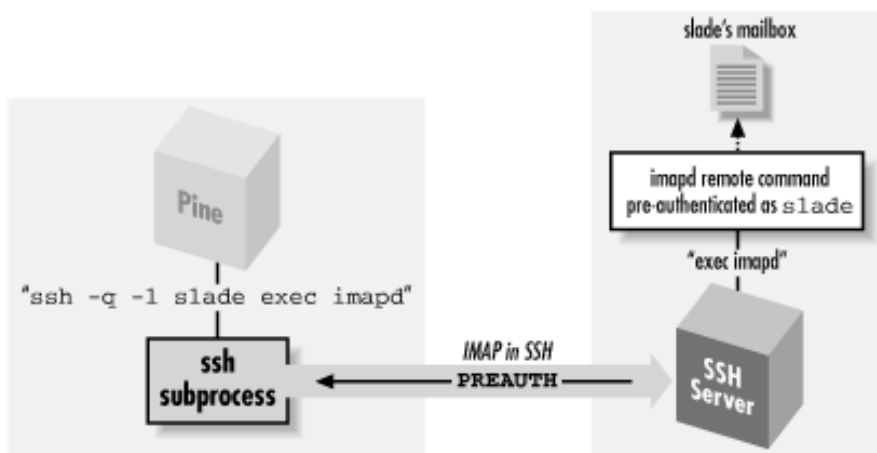 slade's mailbox
Pine
imapd remote command
pre-authenticated as slade
"exec imapd"
"ssh -q -l slade exec imapd"
IMAP in SSH
PREAUTH
ssh
subprocess
SSH
Server